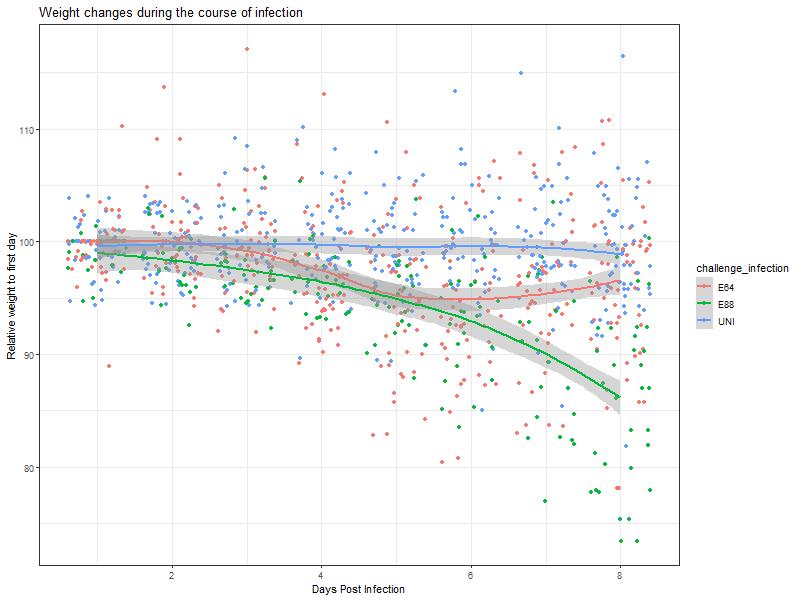 Weight changes during the course of infection
Relative weight to first day
110
100
90
80
2
4
6
8
Days Post Infection
challenge_infection
E64
E88
UNI